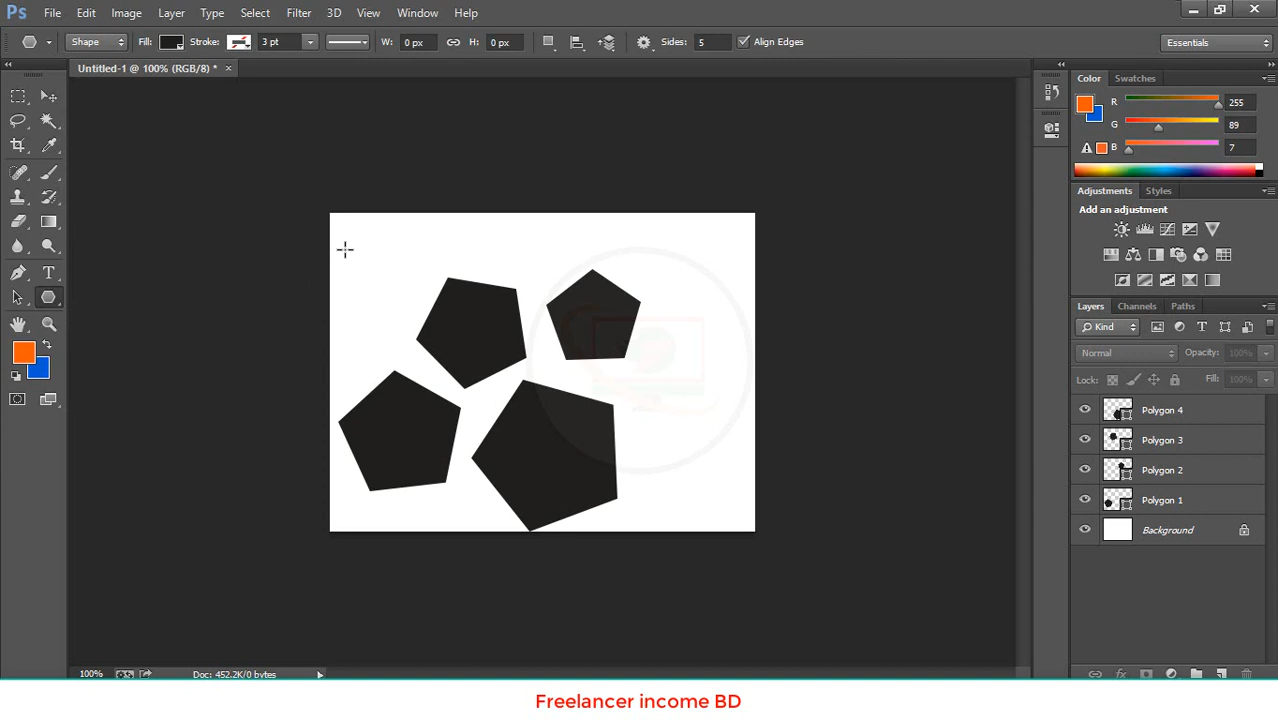 Ps File Edit Image Layer Type Select Filter 3D View Window Help
Shape Fill: Stroke: 3 pt W: 0 px H: 0 px Sides: 5 Align Edges Essentials
Untitled-1 @ 100% (RGB/8) * ×
Color Swatches
R 255
G 89
B 7
Adjustments Styles
Add an adjustment
Layers Channels Paths
Kind
Normal Opacity: 100%
Lock: Fill: 100%
Polygon 4
Polygon 3
Polygon 2
Polygon 1
Background
100% Doc: 452.2K/0 bytes
Freelancer income BD